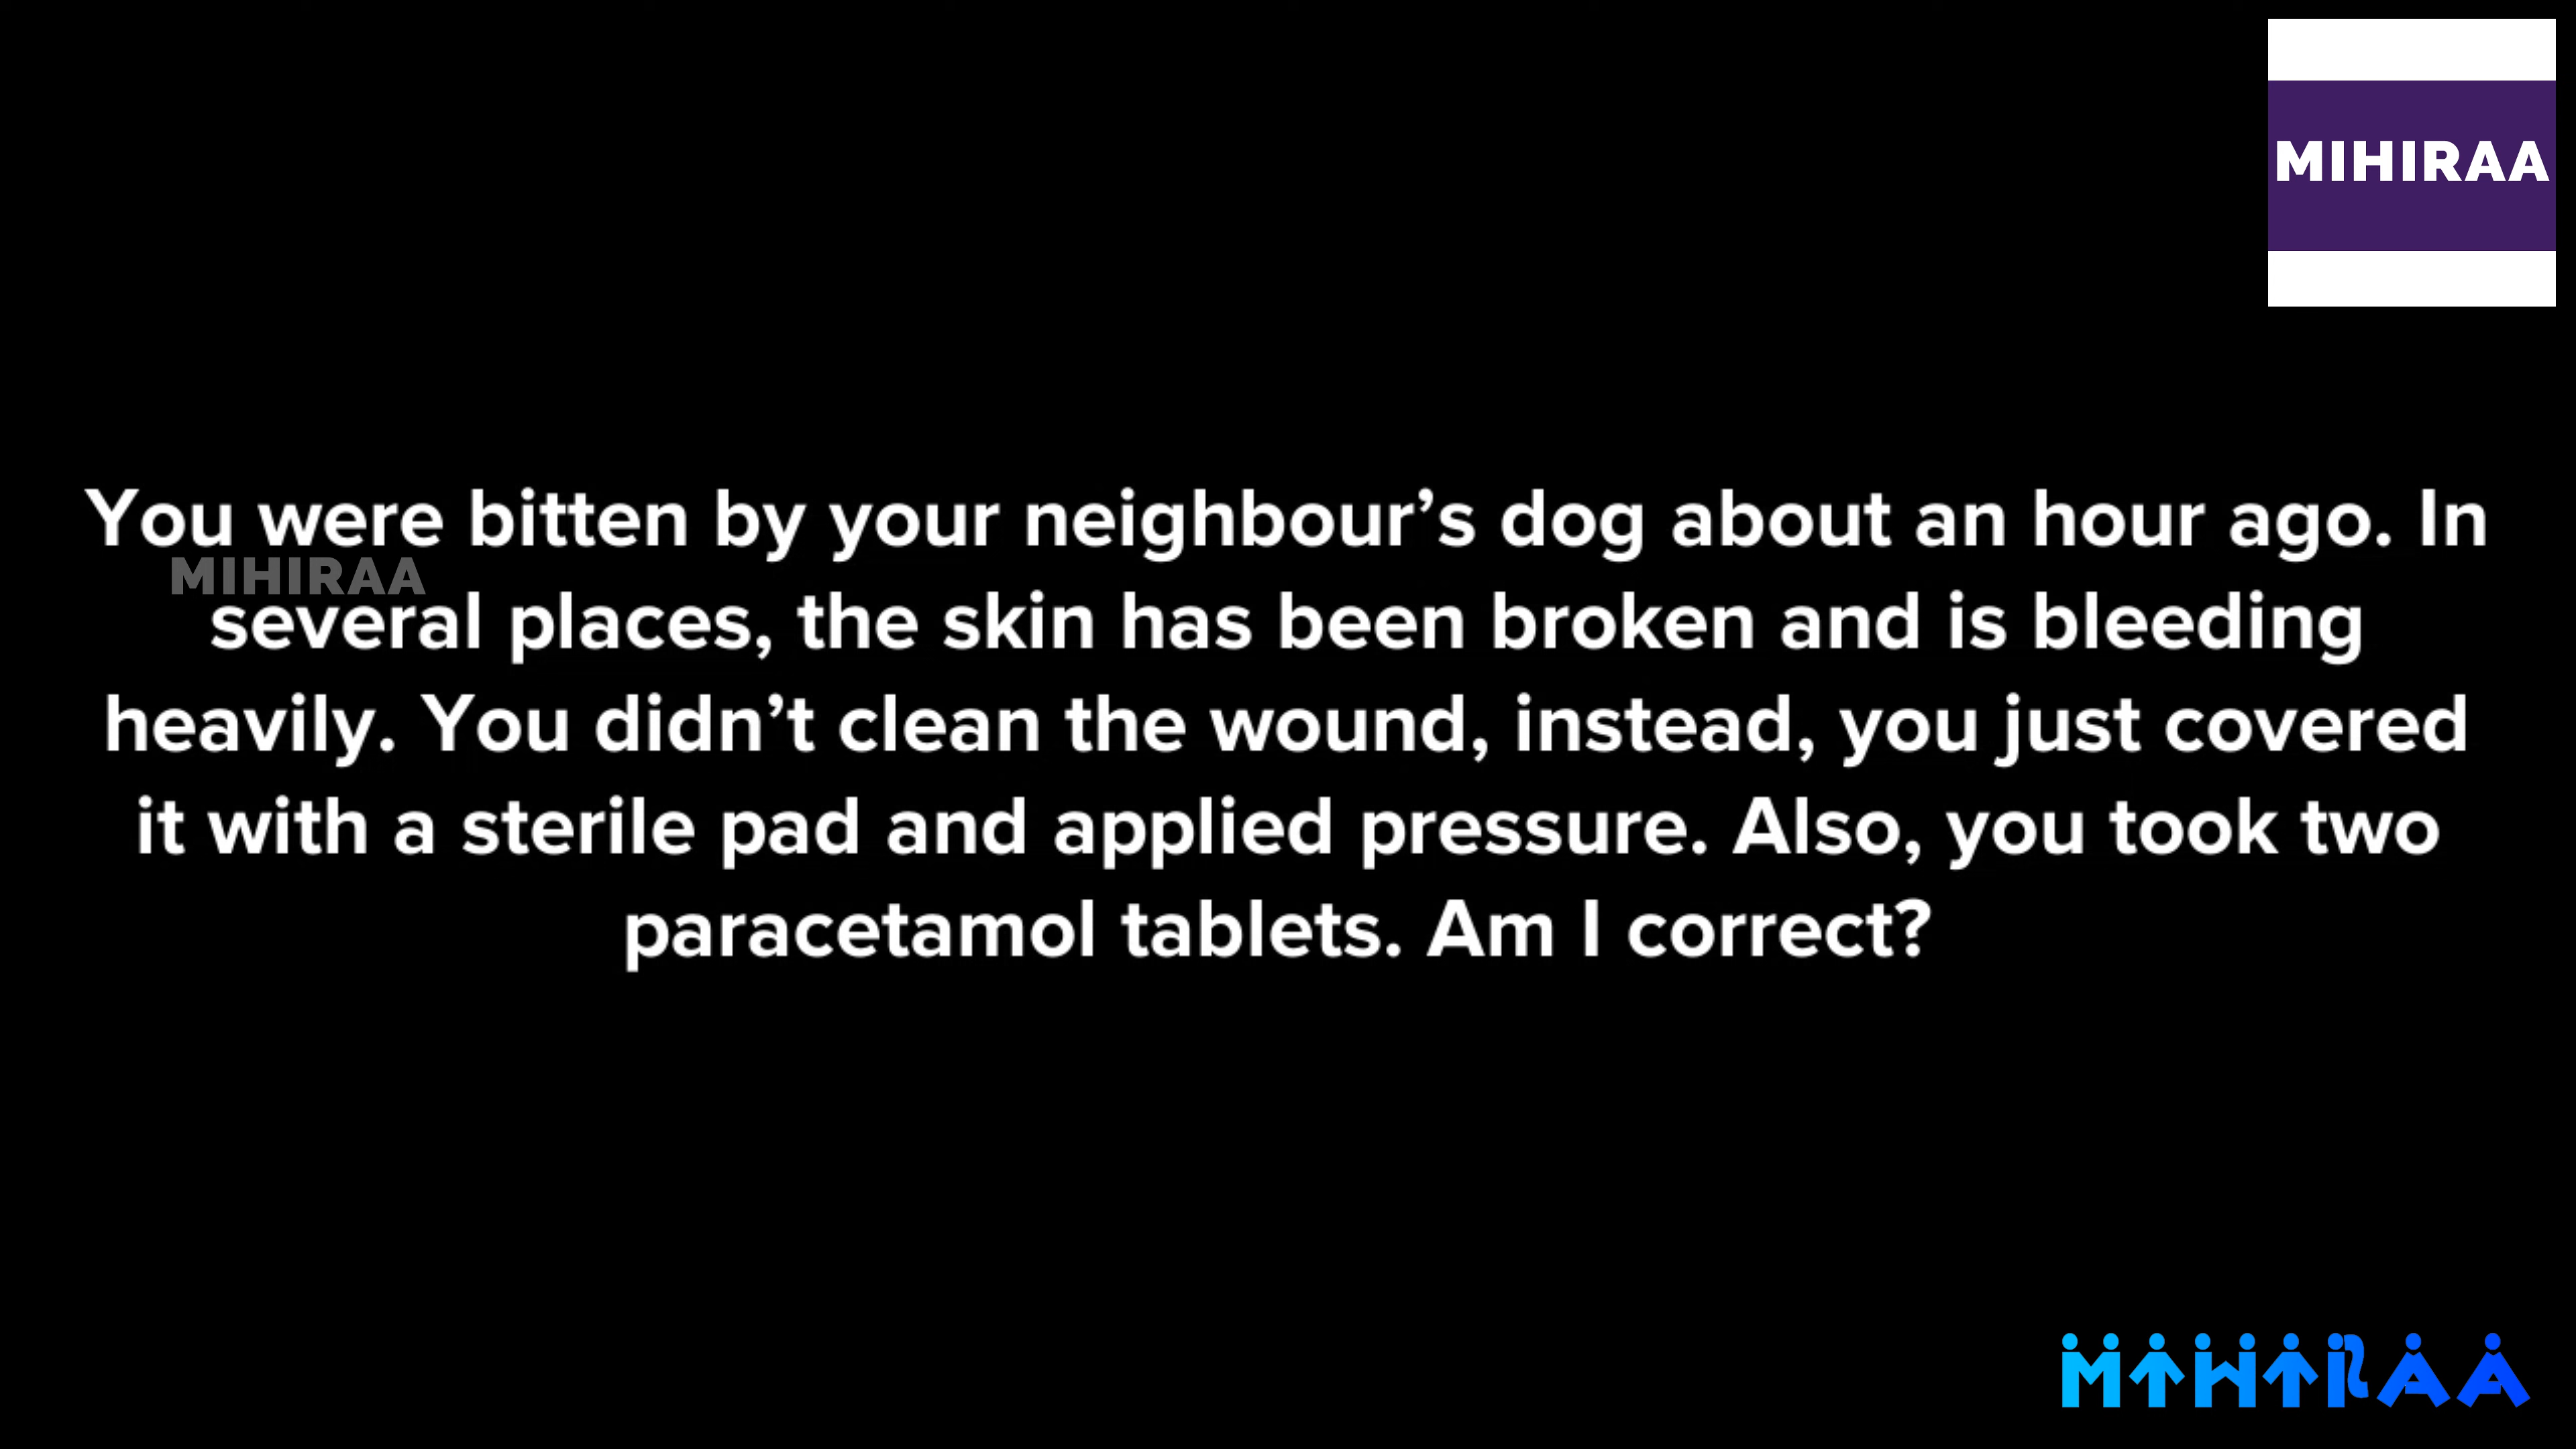 MIHIRAA
You were bitten by your neighbour’s dog about an hour ago. In
MIHIRAA
several places, the skin has been broken and is bleeding
heavily. You didn’t clean the wound, instead, you just covered
it with a sterile pad and applied pressure. Also, you took two
paracetamol tablets. Am I correct?
MIHIRAA